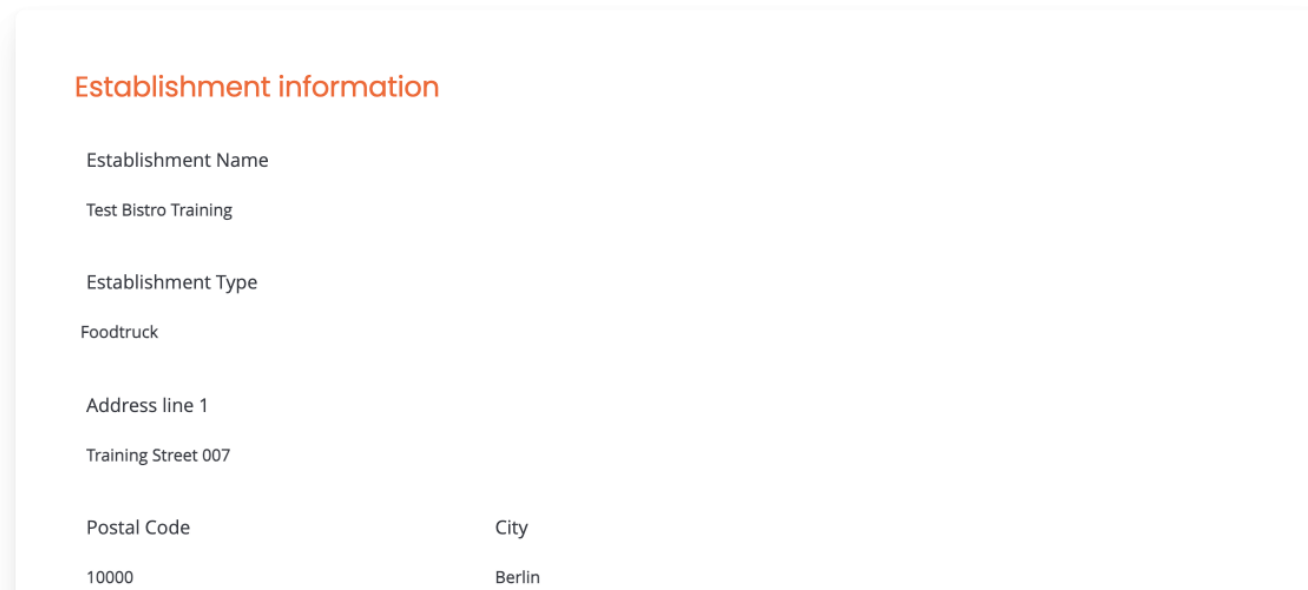 Establishment information
Establishment Name
Test Bistro Training
Establishment Type
Foodtruck
Address line 1
Training Street 007
Postal Code City
10000 Berlin